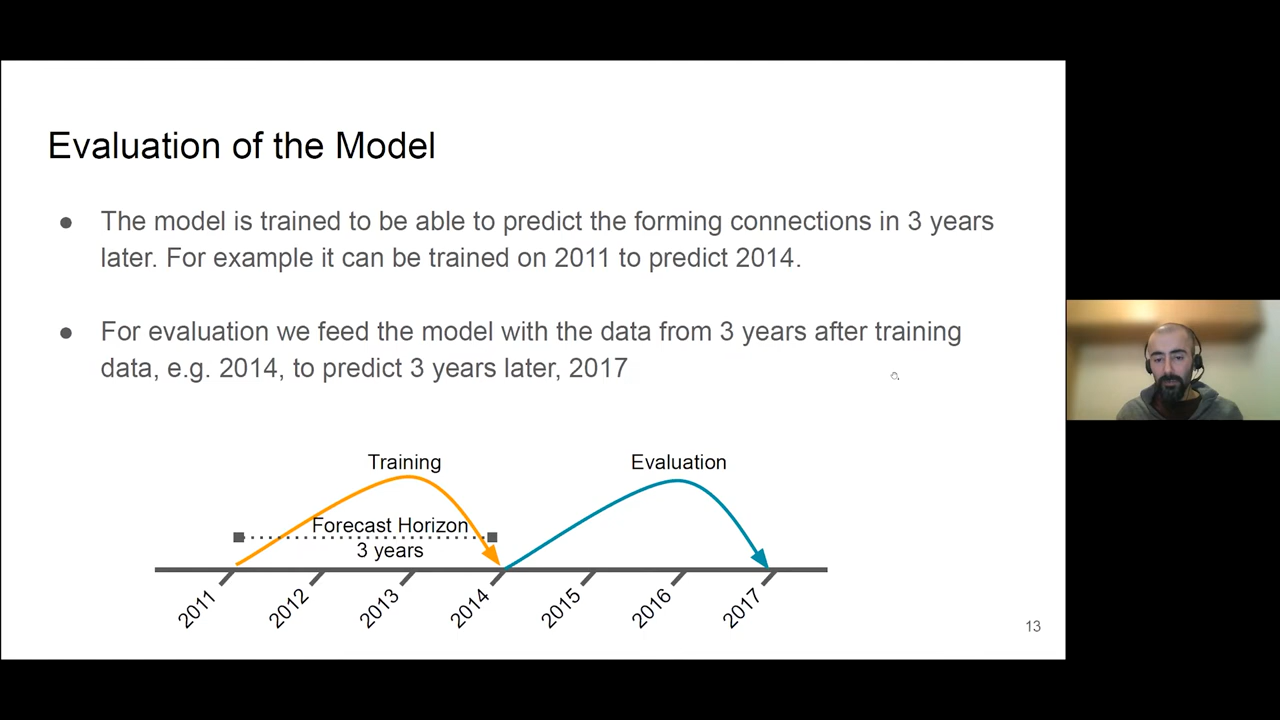 Evaluation of the Model
● The model is trained to be able to predict the forming connections in 3 years
later. For example it can be trained on 2011 to predict 2014.
● For evaluation we feed the model with the data from 3 years after training
data, e.g. 2014, to predict 3 years later, 2017
Training
Evaluation
Forecast Horizon
3 years
2011
2012
2013
2014
2015
2016
2017
13